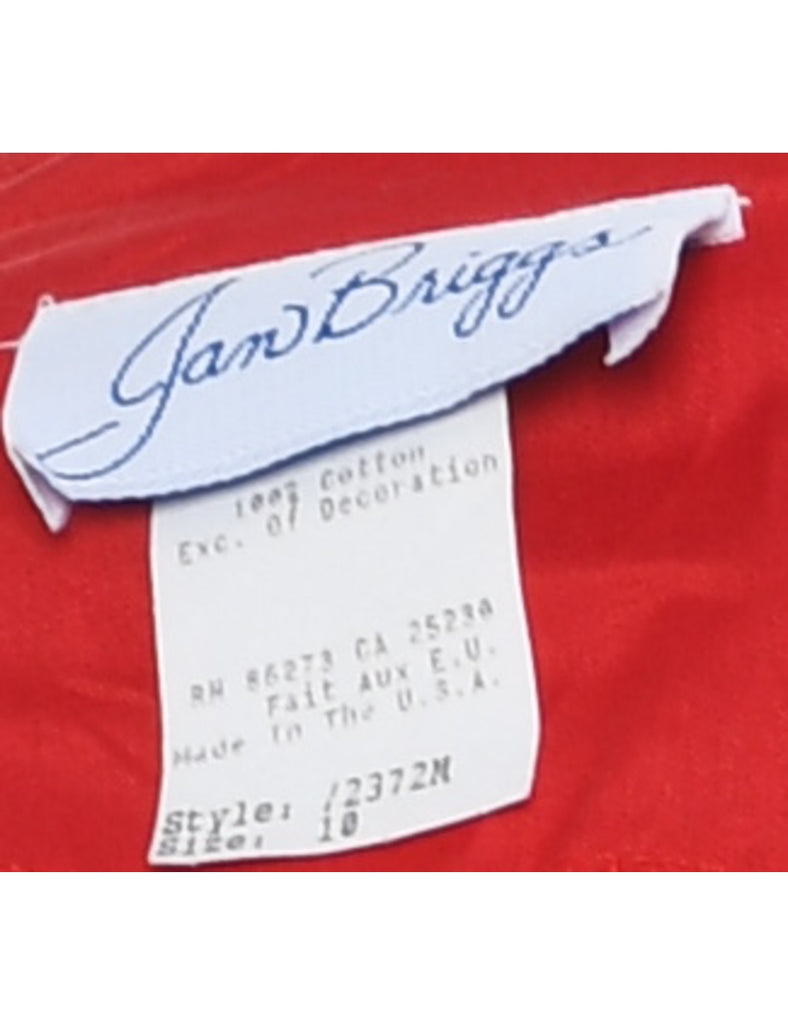 Jan Briggs
100% Cotton
Exc. Of Decoration
RN 86273 CA 25230
Fait Aux E.U.
Made In The U.S.A.
Style: /2372M
Size: 10